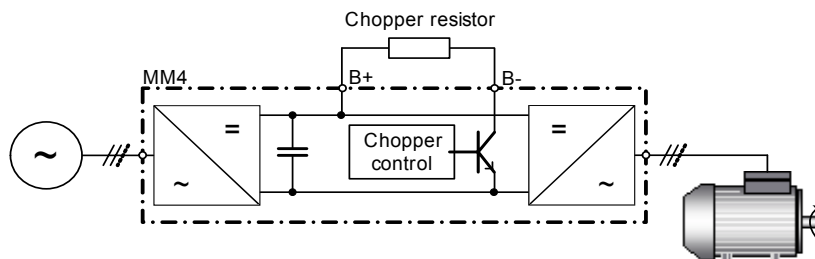 Chopper resistor
MM4
B+
B-
=
=
~
Chopper
control
~
~